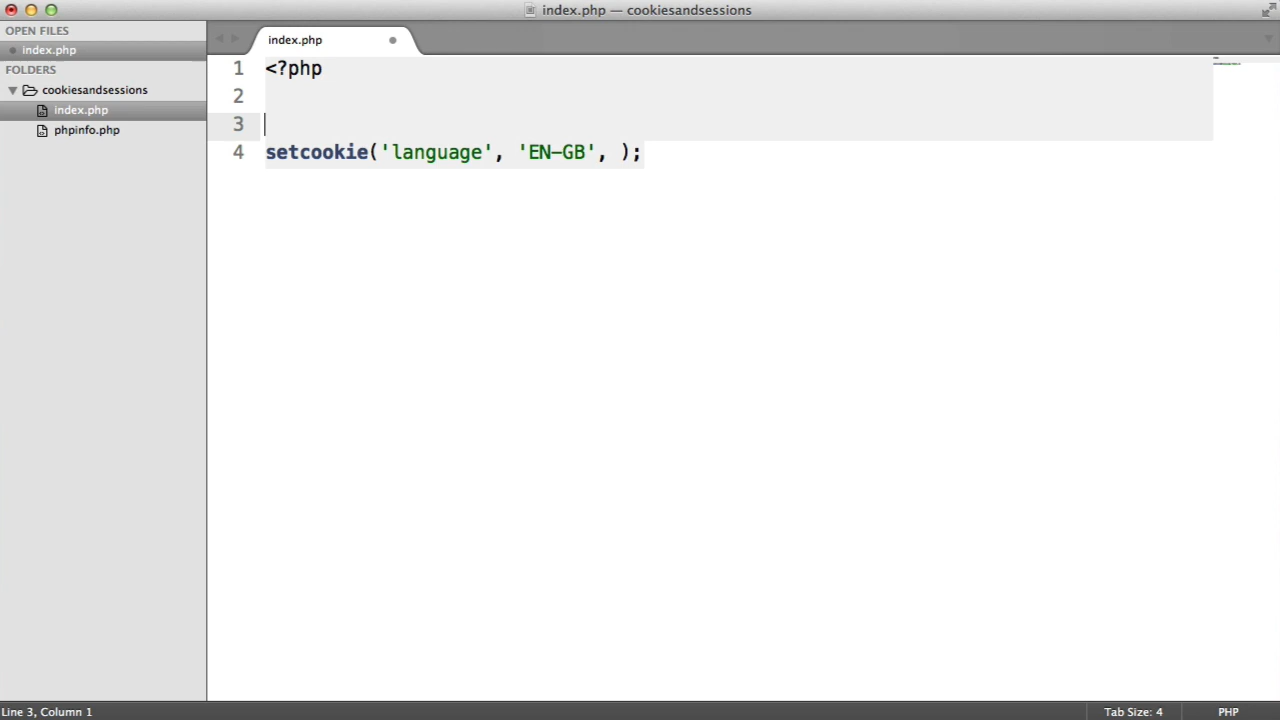 index.php — cookiesandsessions
OPEN FILES
index.php
FOLDERS
cookiesandsessions
index.php
phpinfo.php
index.php
1 <?php
2
3
4 setcookie('language', 'EN-GB', );
Line 3, Column 1
Tab Size: 4
PHP